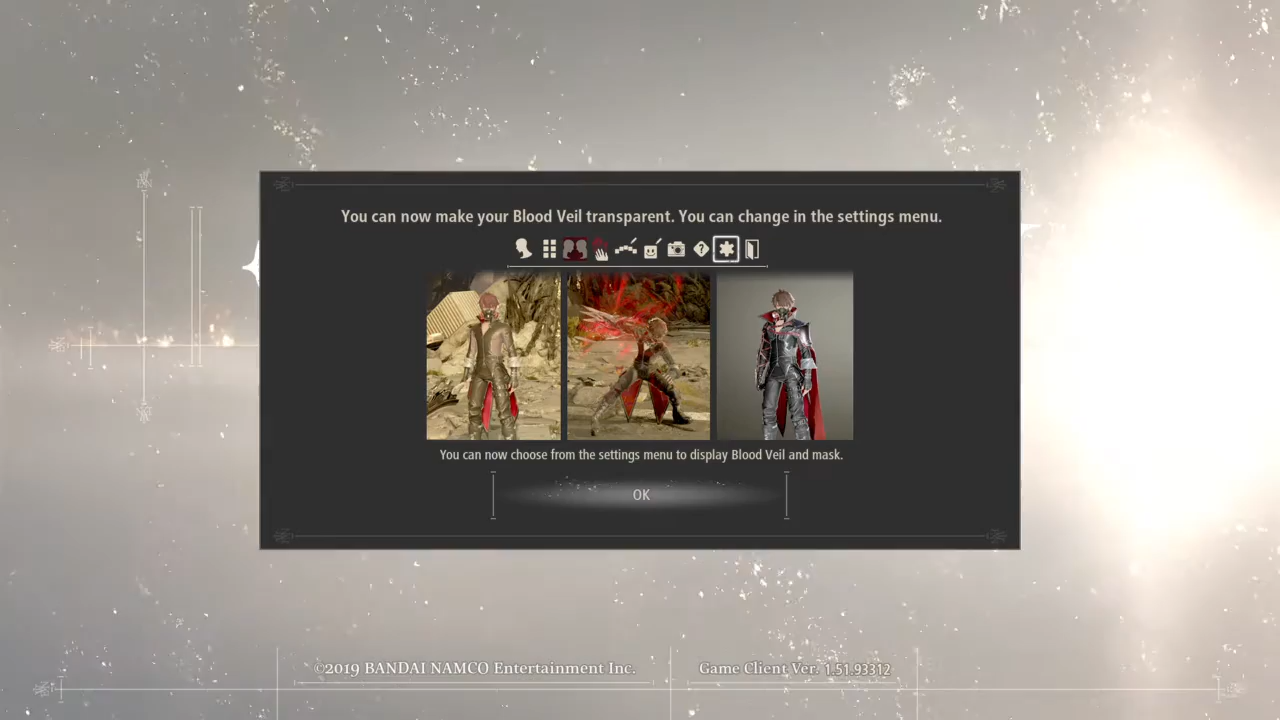 You can now make your Blood Veil transparent. You can change in the settings menu.
You can now choose from the settings menu to display Blood Veil and mask.
OK
©2019 BANDAI NAMCO Entertainment Inc.
Game Client Ver. 1.51.93312